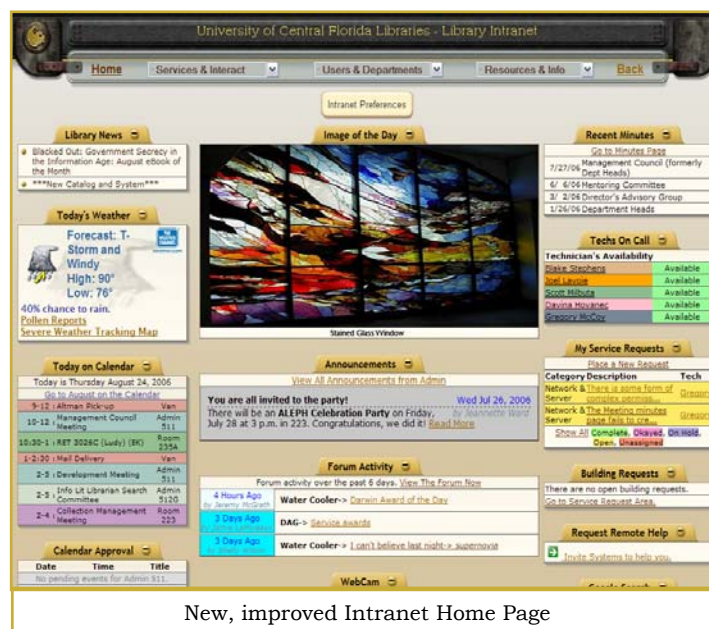 University of Central Florida Libraries - Library Intranet
Home Services & Interact Users & Departments Resources & Info Back
Intranet Preferences
Library News
Blacked Out: Government Secrecy in
the Information Age: August eBook of
the Month
***New Catalog and System***
Today's Weather
Forecast: T-
Storm and
Windy
High: 90°
Low: 76°
40% chance to rain.
Pollen Reports
Severe Weather Tracking Map
Today on Calendar
Today is Thursday August 24, 2006
Go to August on the Calendar
9-12 : Altman Pick-up Van
10-12 : Management Council Admin
Meeting 511
10:30-1 : RET 3026C (Ludy) (EK) Room
235A
1-2:30 : Mail Delivery Van
2-3 : Development Meeting Admin
511
2-3 : Info Lit Librarian Search Admin
Committee 5120
2-4 : Collection Management Room
Meeting 223
Calendar Approval
Date Time Title
No pending events for Admin 511.
Image of the Day
Stained Glass Window
Announcements
View All Announcements from Admin
You are all invited to the party! Wed Jul 26, 2006
There will be an ALEPH Celebration Party on Friday, by Jeannette Ward
July 28 at 3 p.m. in 223. Congratulations, we did it! Read More
Forum Activity
Forum activity over the past 6 days. View The Forum Now
4 Hours Ago
by Jeremy McGrath
Water Cooler-> Darwin Award of the Day
3 Days Ago
DAG-> Service awards
3 Days Ago
Water Cooler-> I can't believe last night-> supernovia
WebCam
Recent Minutes
Go to Minutes Page
7/27/06 Management Council (formerly
Dept Heads)
6/ 6/06 Mentoring Committee
3/ 2/06 Director's Advisory Group
1/26/06 Department Heads
Techs On Call
Technician's Availability
Blake Stephens Available
Joel Lavoie Available
Scott Milbuta Available
Davina Hovanec Available
Gregory McCoy Available
My Service Requests
Place a New Request
Category Description Tech
Network & There is some form of Gregory
Server complex permiss...
Network & The Meeting minutes Gregory
Server page fails to cre...
Show All Complete, Okayed, On Hold,
Open, Unassigned
Building Requests
There are no open building requests.
Go to Service Request Area.
Request Remote Help
Invite Systems to help you.
Google Search
New, improved Intranet Home Page